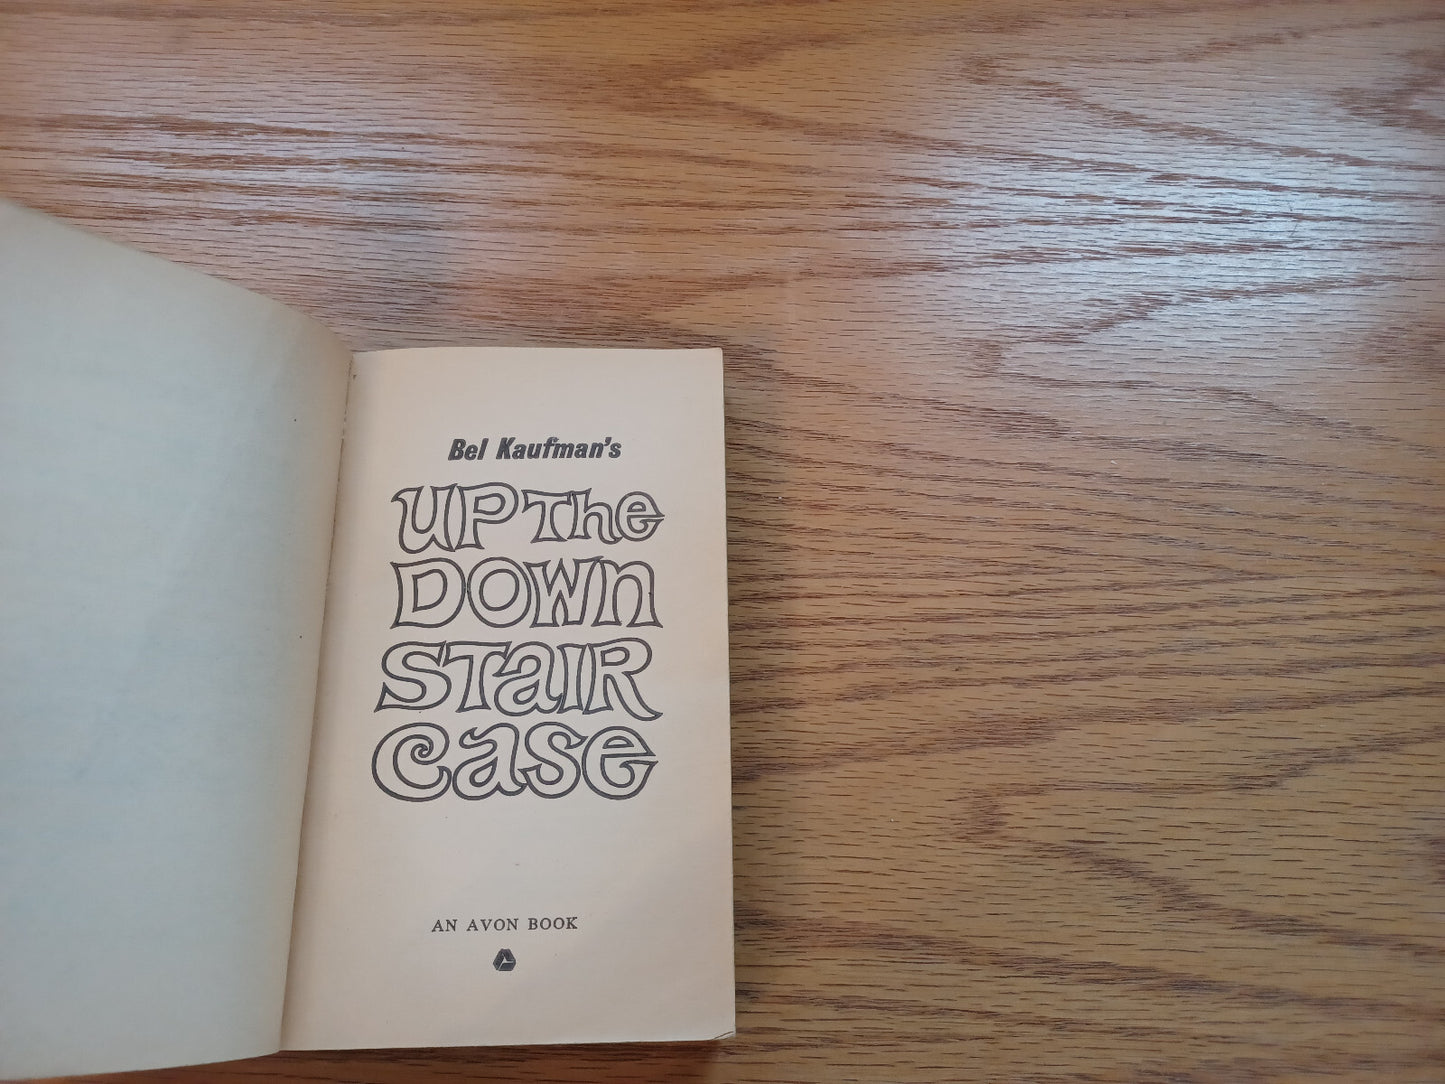 Bel Kaufman's
UP The
DOWN
STaIR
Case
AN AVON BOOK